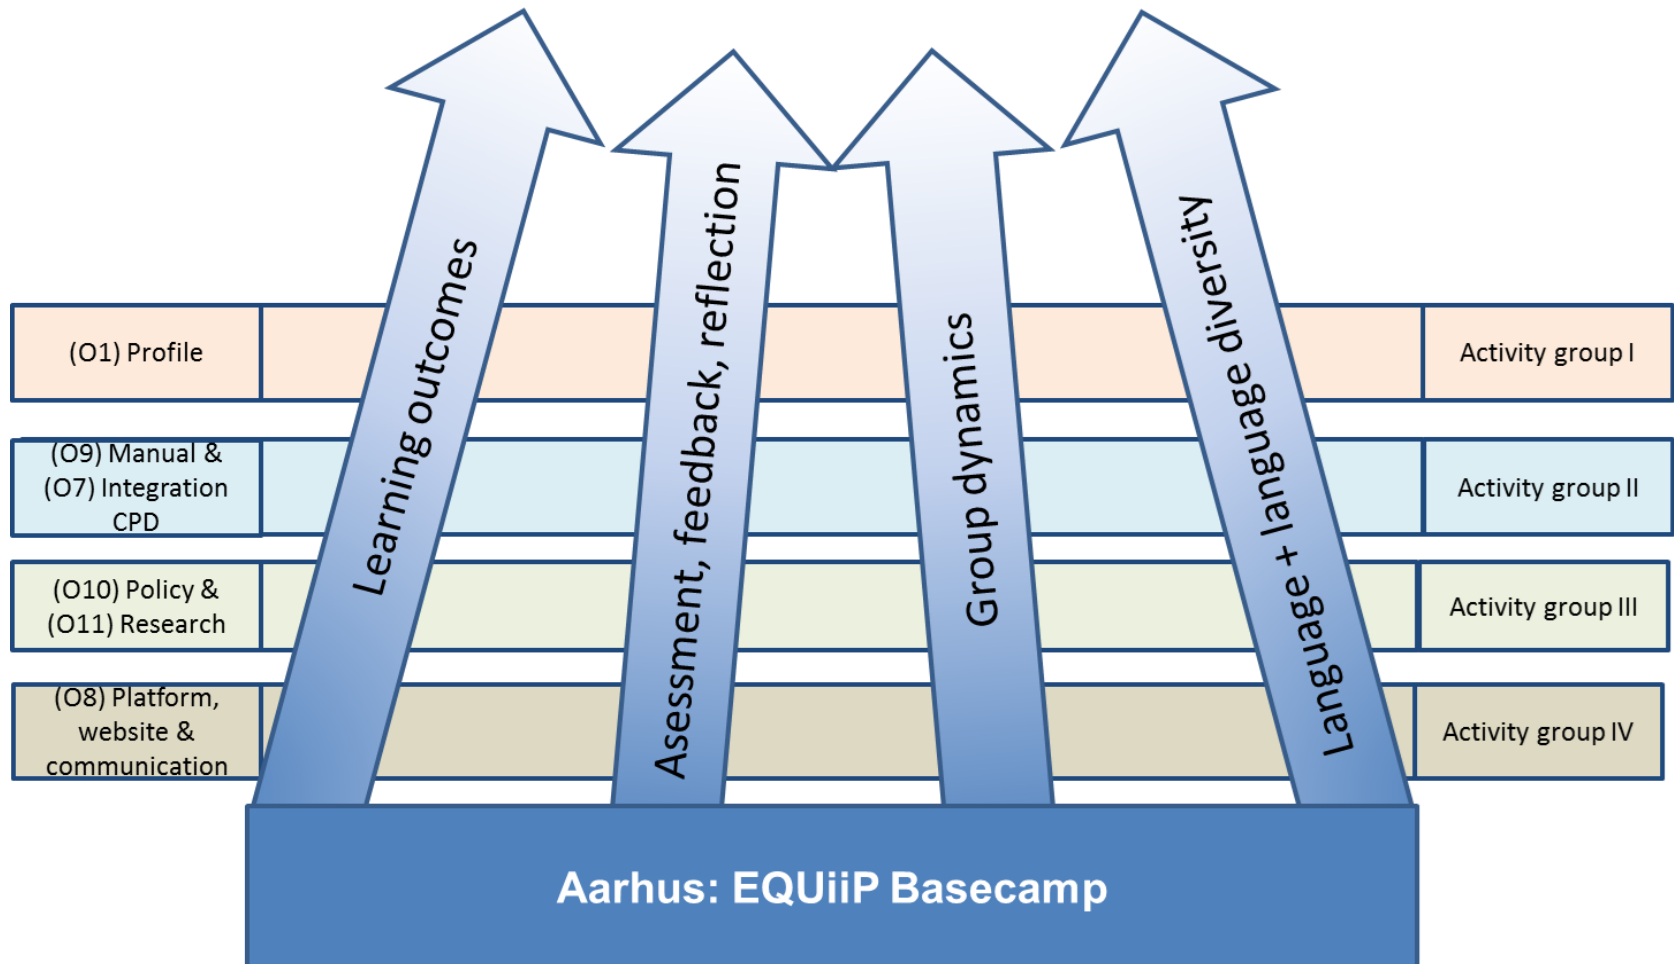 Learning outcomes
Asessment, feedback, reflection
Group dynamics
Language + language diversity
(O1) Profile
Activity group I
(O9) Manual &
(O7) Integration
CPD
Activity group II
(O10) Policy &
(O11) Research
Activity group III
(O8) Platform,
website &
communication
Activity group IV
Aarhus: EQUiiP Basecamp